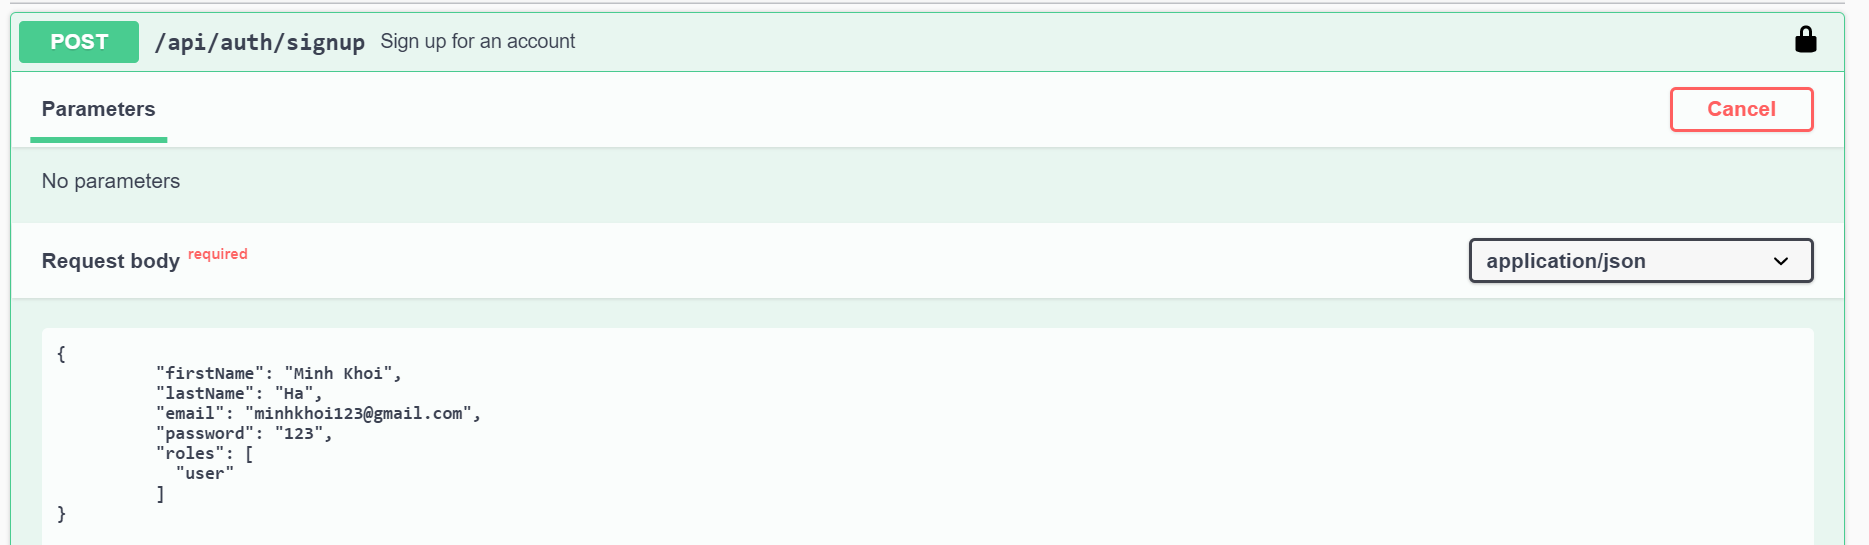 POST /api/auth/signup Sign up for an account
Parameters
Cancel
No parameters
Request body required
application/json
{
"firstName": "Minh Khoi",
"lastName": "Ha",
"email": "minhkhoi123@gmail.com",
"password": "123",
"roles": [
"user"
]
}